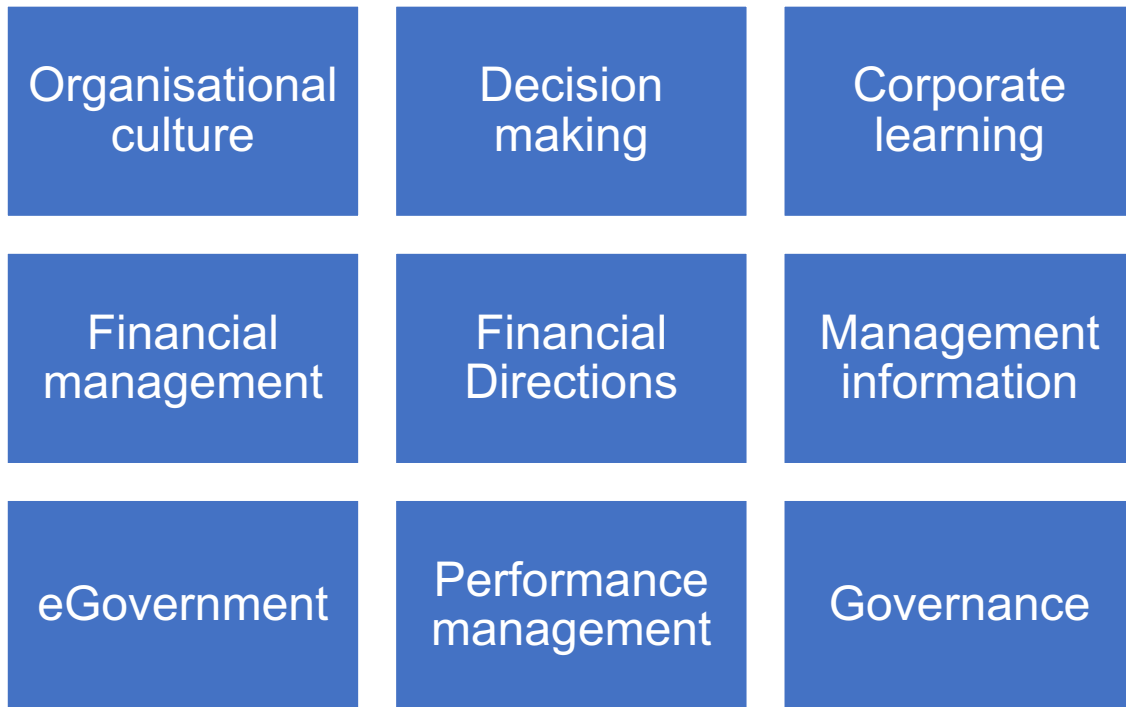 Organisational
culture
Decision
making
Corporate
learning
Financial
management
Financial
Directions
Management
information
eGovernment
Performance
management
Governance